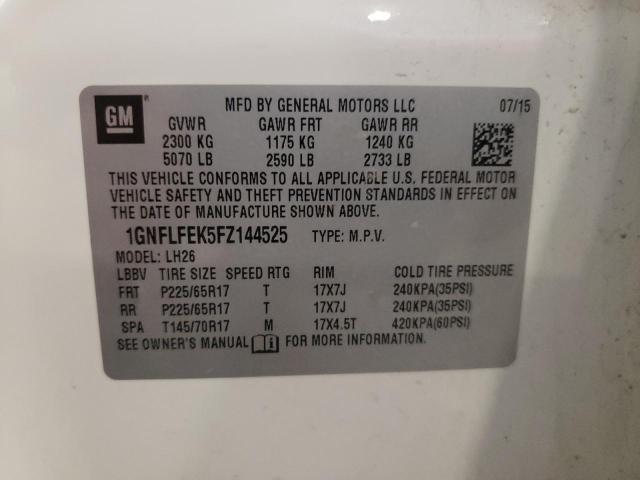 GM
MFD BY GENERAL MOTORS LLC 07/15
GVWR GAWR FRT GAWR RR
2300 KG 1175 KG 1240 KG
5070 LB 2590 LB 2733 LB
THIS VEHICLE CONFORMS TO ALL APPLICABLE U.S. FEDERAL MOTOR
VEHICLE SAFETY AND THEFT PREVENTION STANDARDS IN EFFECT ON
THE DATE OF MANUFACTURE SHOWN ABOVE.
1GNFLFEK5FZ144525 TYPE: M.P.V.
MODEL: LH26
LBBV TIRE SIZE SPEED RTG RIM COLD TIRE PRESSURE
FRT P225/65R17 T 17X7J 240KPA(35PSI)
RR P225/65R17 T 17X7J 240KPA(35PSI)
SPA T145/70R17 M 17X4.5T 420KPA(60PSI)
SEE OWNER'S MANUAL FOR MORE INFORMATION.